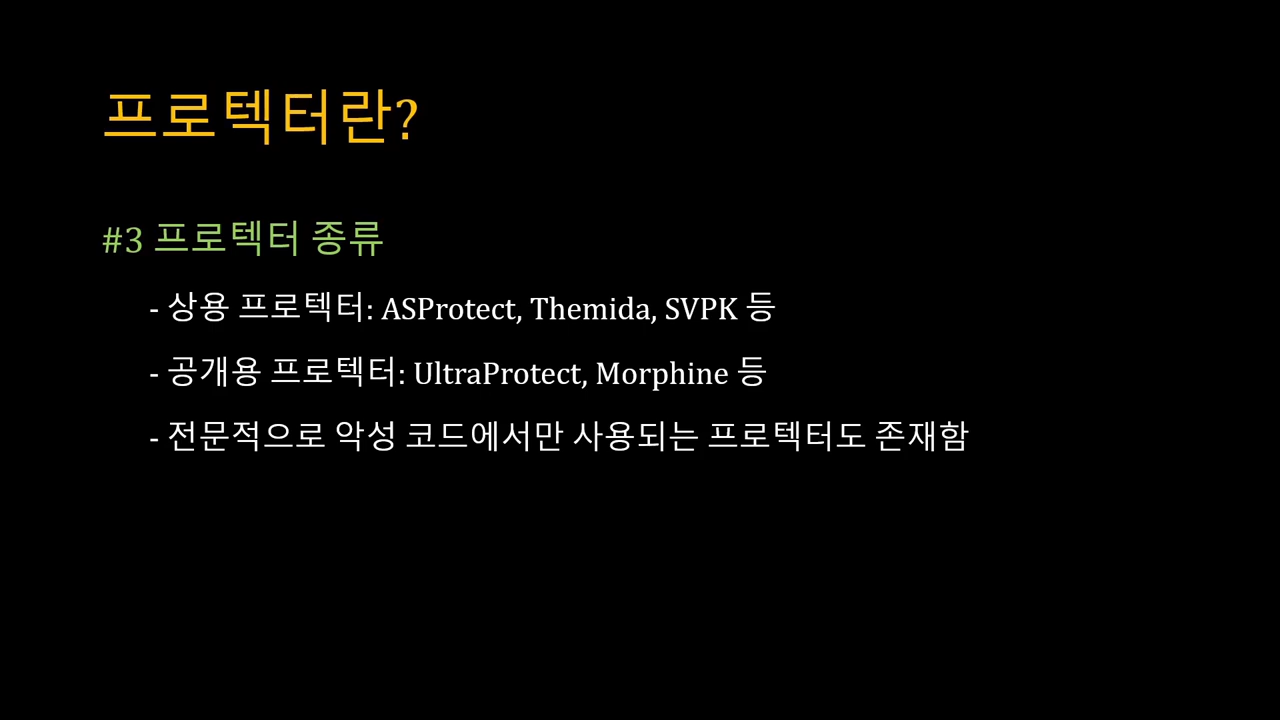 프로텍터란?
#3 프로텍터 종류
- 상용 프로텍터: ASProtect, Themida, SVPK 등
- 공개용 프로텍터: UltraProtect, Morphine 등
- 전문적으로 악성 코드에서만 사용되는 프로텍터도 존재함